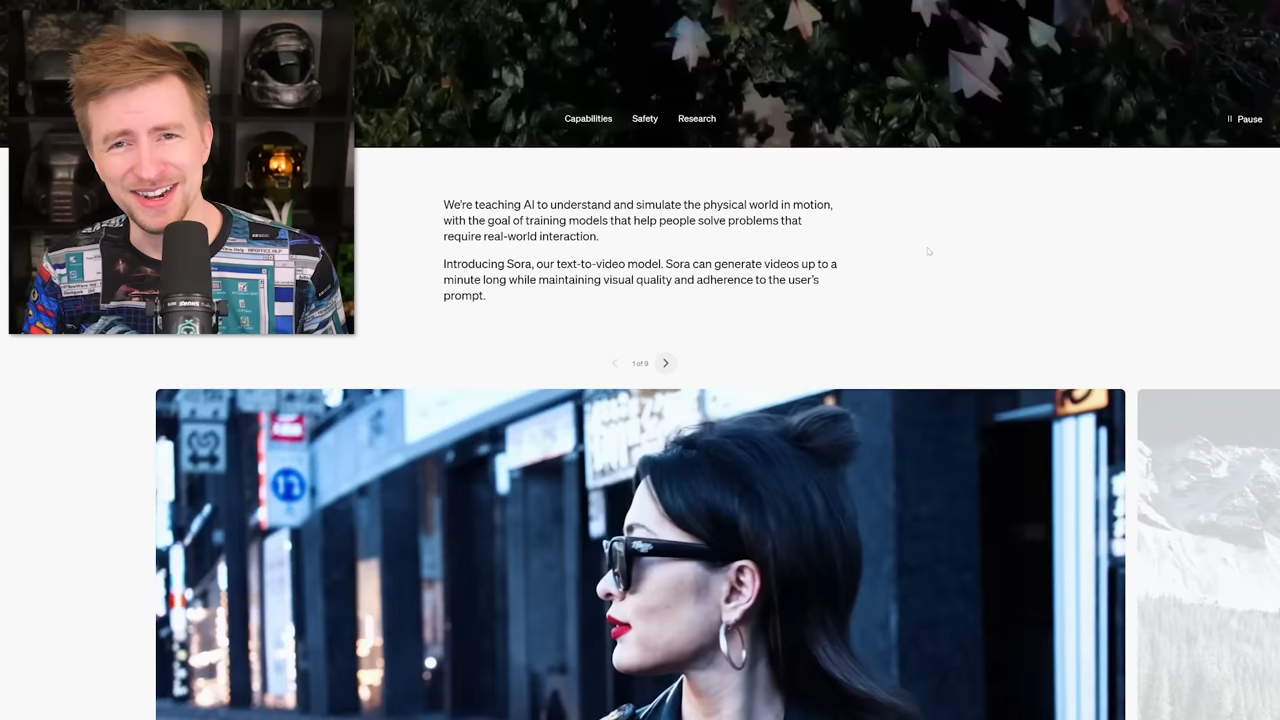 Capabilities Safety Research
Pause
We're teaching AI to understand and simulate the physical world in motion,
with the goal of training models that help people solve problems that
require real-world interaction.
Introducing Sora, our text-to-video model. Sora can generate videos up to a
minute long while maintaining visual quality and adherence to the user's
prompt.
1 of 9